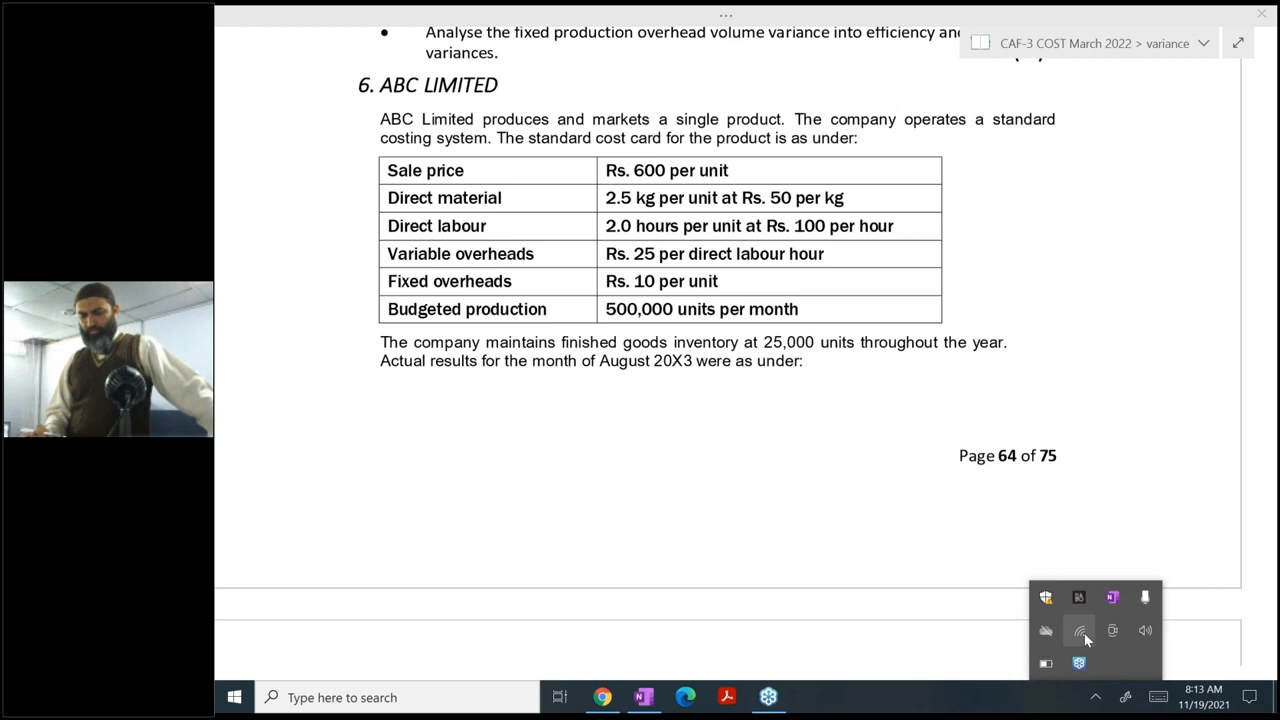 ...
• Analyse the fixed production overhead volume variance into efficiency and
variances.
CAF-3 COST March 2022 > variance
6. ABC LIMITED
ABC Limited produces and markets a single product. The company operates a standard
costing system. The standard cost card for the product is as under:
Sale price Rs. 600 per unit
Direct material 2.5 kg per unit at Rs. 50 per kg
Direct labour 2.0 hours per unit at Rs. 100 per hour
Variable overheads Rs. 25 per direct labour hour
Fixed overheads Rs. 10 per unit
Budgeted production 500,000 units per month
The company maintains finished goods inventory at 25,000 units throughout the year.
Actual results for the month of August 20X3 were as under:
Page 64 of 75
Type here to search
8:13 AM
11/19/2021